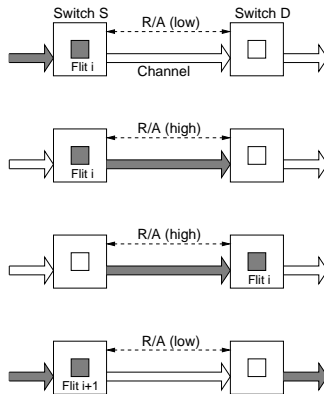 Switch S
R/A (low)
Switch D
Flit i
Channel
R/A (high)
Flit i
R/A (high)
Flit i
R/A (low)
Flit i+1